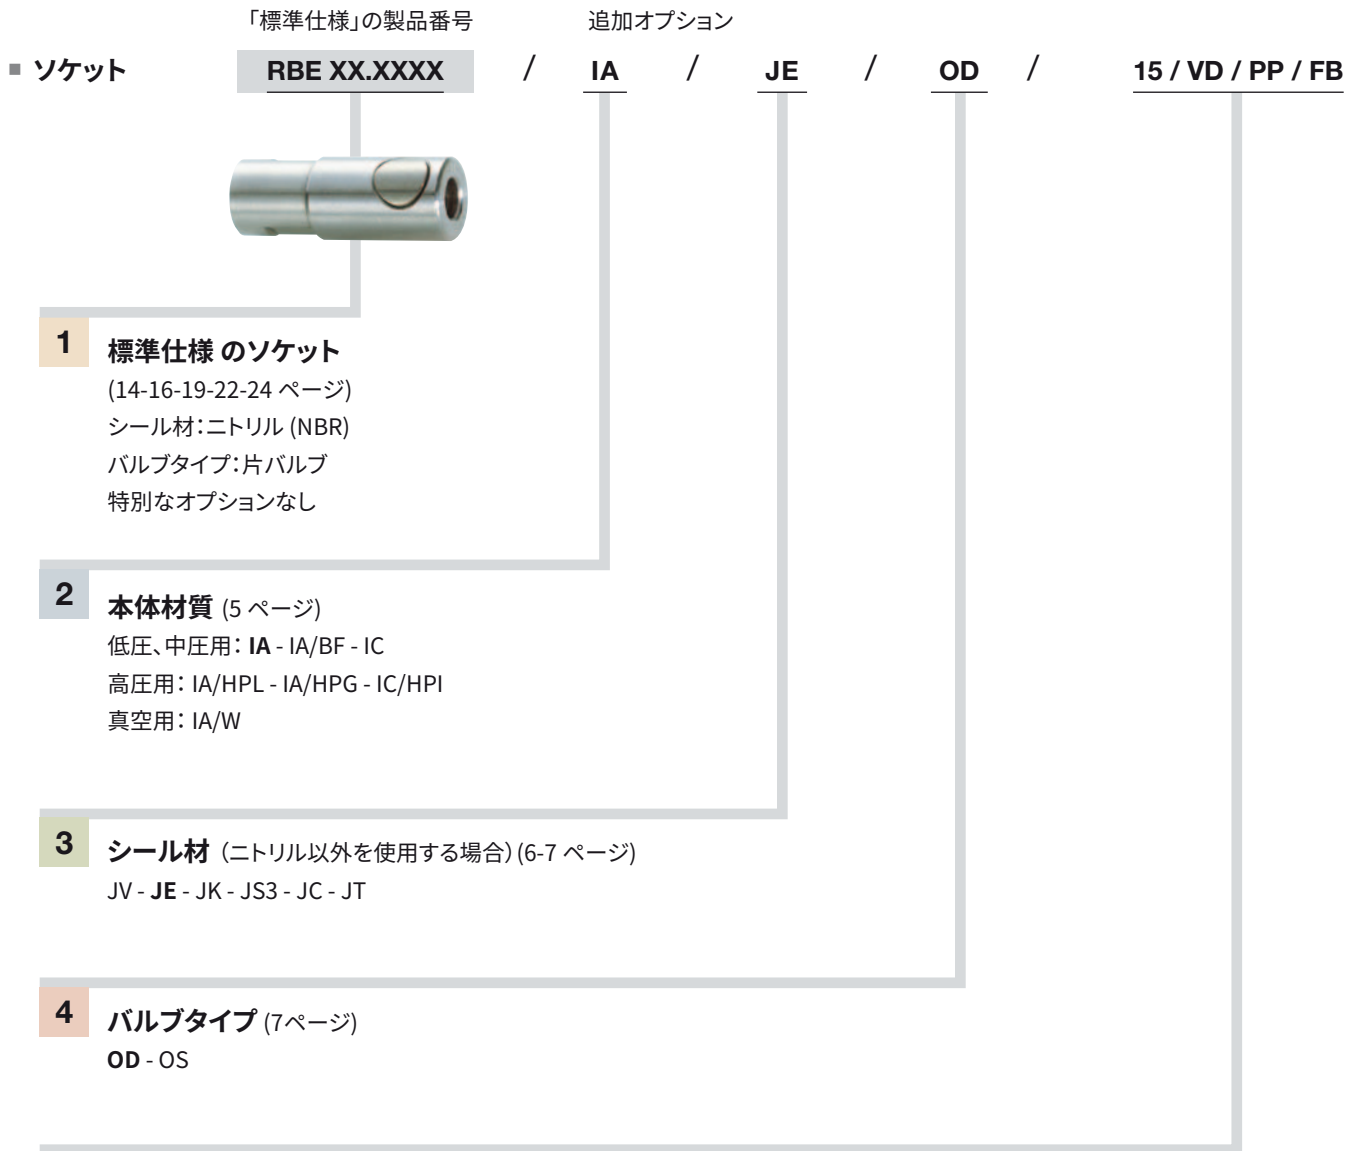 「標準仕様」の製品番号 追加オプション
■ ソケット RBE XX.XXXX / IA / JE / OD / 15 / VD / PP / FB
1 標準仕様 のソケット
(14-16-19-22-24 ページ)
シール材：ニトリル (NBR)
バルブタイプ：片バルブ
特別なオプションなし
2 本体材質 (5 ページ)
低圧、中圧用： IA - IA/BF - IC
高圧用： IA/HPL - IA/HPG - IC/HPI
真空用： IA/W
3 シール材（ニトリル以外を使用する場合）(6-7 ページ)
JV - JE - JK - JS3 - JC - JT
4 バルブタイプ (7ページ)
OD - OS